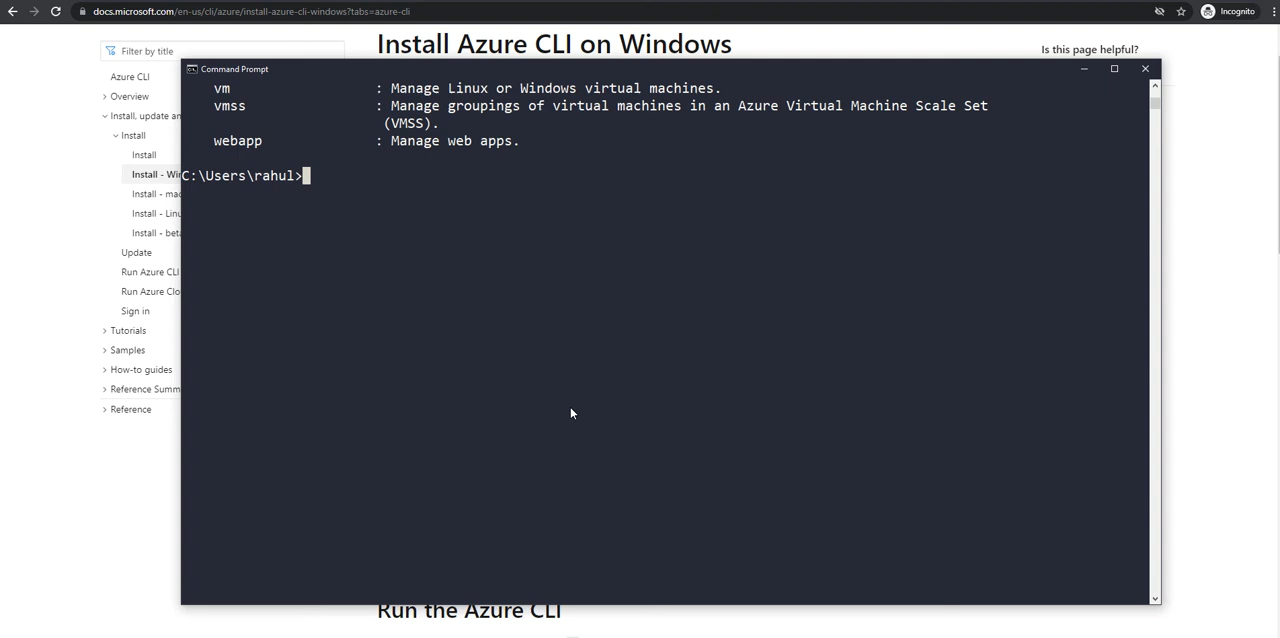 docs.microsoft.com/en-us/cli/azure/install-azure-cli-windows?tabs=azure-cli
Incognito
Filter by title
Install Azure CLI on Windows
Is this page helpful?
Azure CLI
Overview
Install, update an
Install
Install
Install - Wi
Install - mac
Install - Linu
Install - beta
Update
Run Azure CLI
Run Azure Clo
Sign in
Tutorials
Samples
How-to guides
Reference Summ
Reference
Command Prompt
vm : Manage Linux or Windows virtual machines.
vmss : Manage groupings of virtual machines in an Azure Virtual Machine Scale Set
(VMSS).
webapp : Manage web apps.
C:\Users\rahul>
Run the Azure CLI